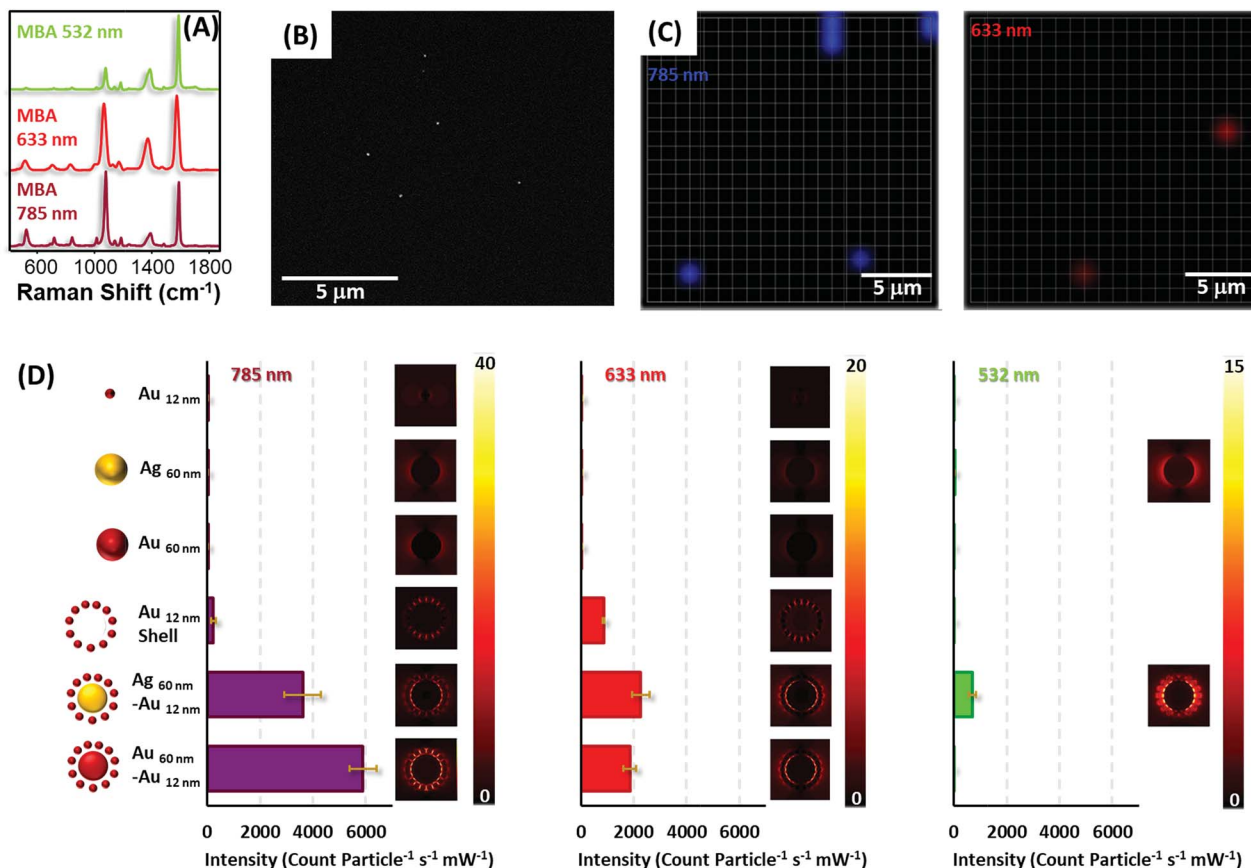 (A)
MBA 532 nm
MBA
633 nm
MBA
785 nm
600 1000 1400 1800
Raman Shift (cm⁻¹)
(B)
5 μm
(C)
785 nm
5 μm
633 nm
5 μm
(D)
Au 12 nm
Ag 60 nm
Au 60 nm
Au 12 nm
Shell
Ag 60 nm
-Au 12 nm
Au 60 nm
-Au 12 nm
785 nm
40
0
0 2000 4000 6000
Intensity (Count Particle⁻¹ s⁻¹ mW⁻¹)
633 nm
20
0
0 2000 4000 6000
Intensity (Count Particle⁻¹ s⁻¹ mW⁻¹)
532 nm
15
0
0 2000 4000 6000
Intensity (Count Particle⁻¹ s⁻¹ mW⁻¹)